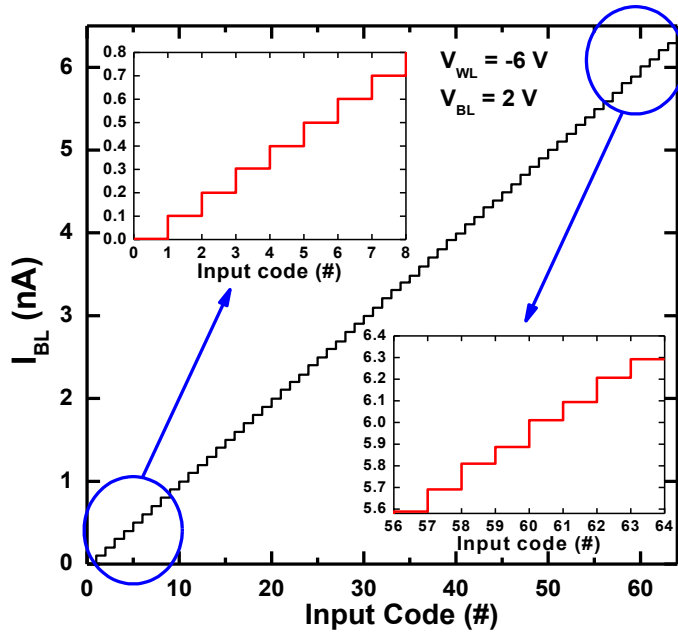 I_BL (nA)
6
5
4
3
2
1
0
0 10 20 30 40 50 60
Input Code (#)
V_WL = -6 V
V_BL = 2 V
0.8
0.7
0.6
0.5
0.4
0.3
0.2
0.1
0.0
0 1 2 3 4 5 6 7 8
Input code (#)
6.4
6.3
6.2
6.1
6.0
5.9
5.8
5.7
5.6
56 57 58 59 60 61 62 63 64
Input code (#)